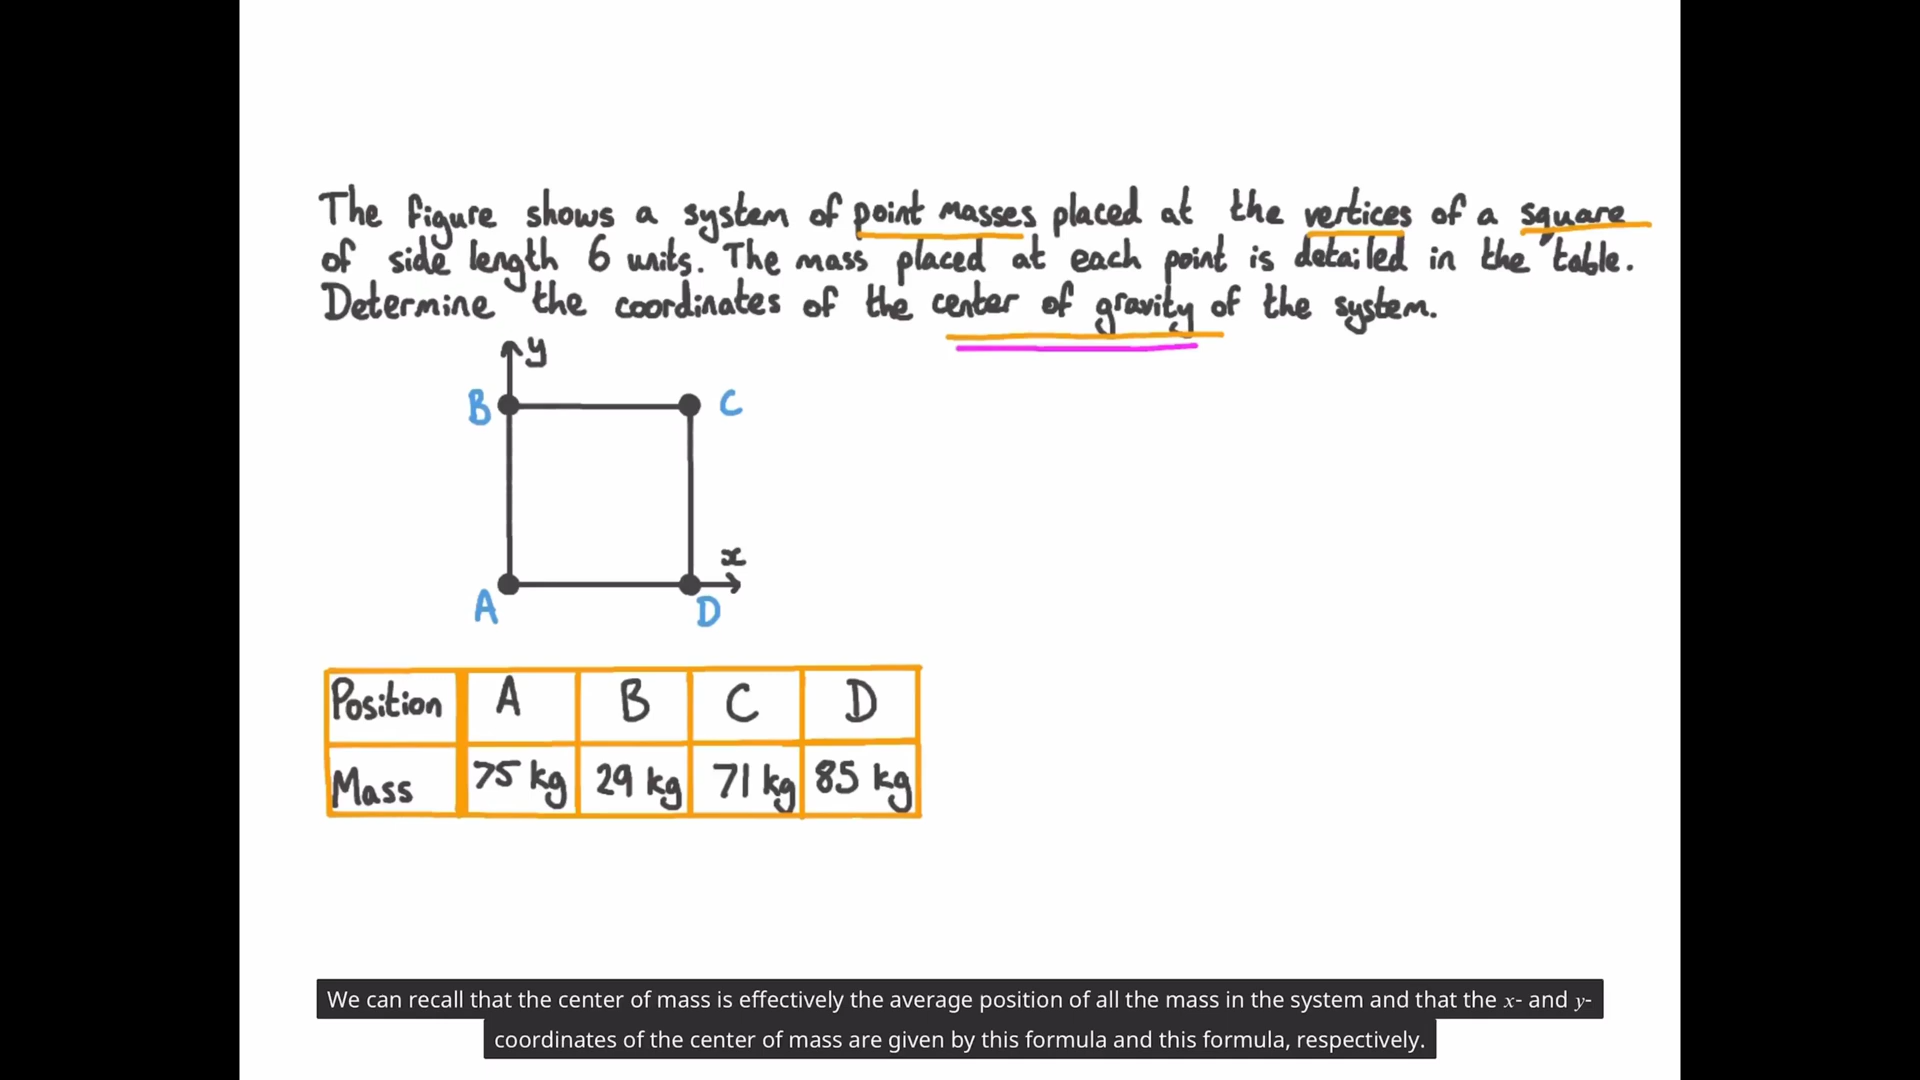 The figure shows a system of point masses placed at the vertices of a square
of side length 6 units. The mass placed at each point is detailed in the table.
Determine the coordinates of the center of gravity of the system.
y
B
C
x
A
D
Position A B C D
Mass 75 kg 29 kg 71 kg 85 kg
We can recall that the center of mass is effectively the average position of all the mass in the system and that the x- and y-
coordinates of the center of mass are given by this formula and this formula, respectively.